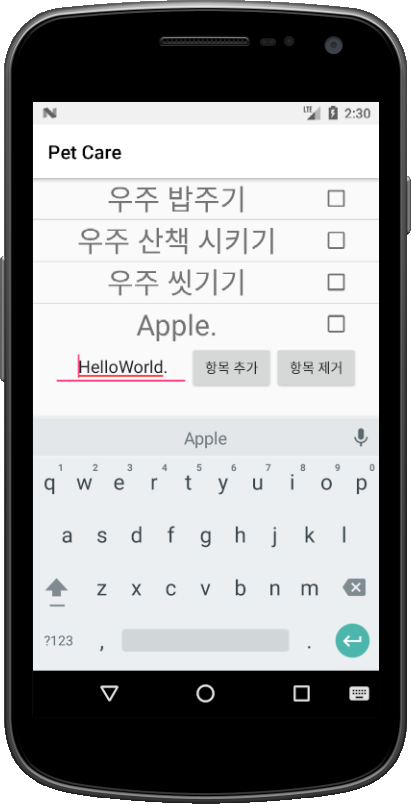 LTE 2:30
Pet Care
우주 밥주기
우주 산책 시키기
우주 씻기기
Apple.
HelloWorld. 항목 추가 항목 제거
Apple
1 2 3 4 5 6 7 8 9 0
q w e r t y u i o p
a s d f g h j k l
z x c v b n m
?123 , .